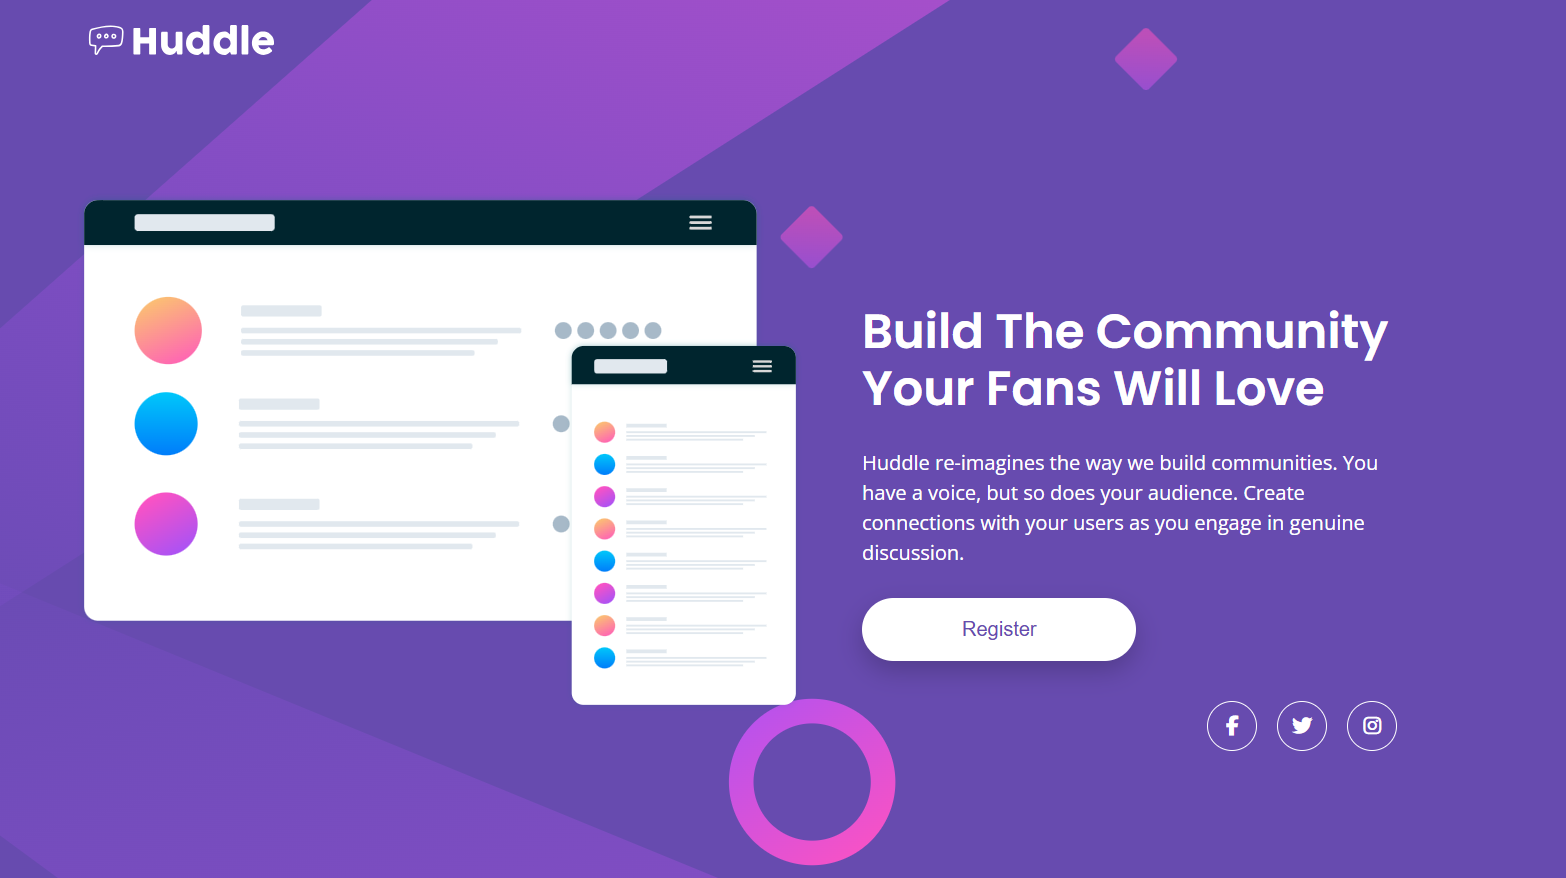 Huddle
Build The Community
Your Fans Will Love
Huddle re-imagines the way we build communities. You
have a voice, but so does your audience. Create
connections with your users as you engage in genuine
discussion.
Register